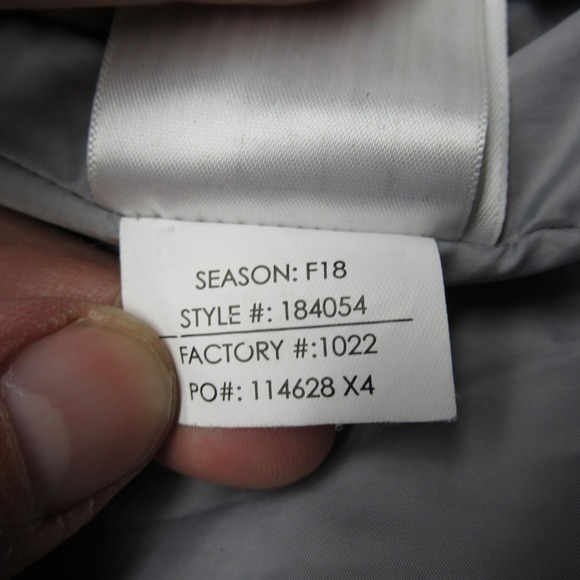 SEASON: F18
STYLE #: 184054
FACTORY #:1022
PO#: 114628 X4